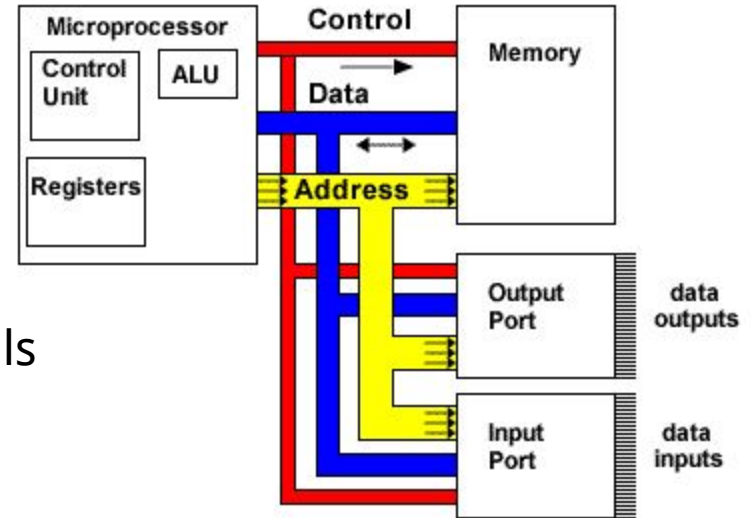 Microprocessor
Control
Unit
ALU
Registers
Control
Data
Address
Memory
Output
Port
data
outputs
ls
Input
Port
data
inputs